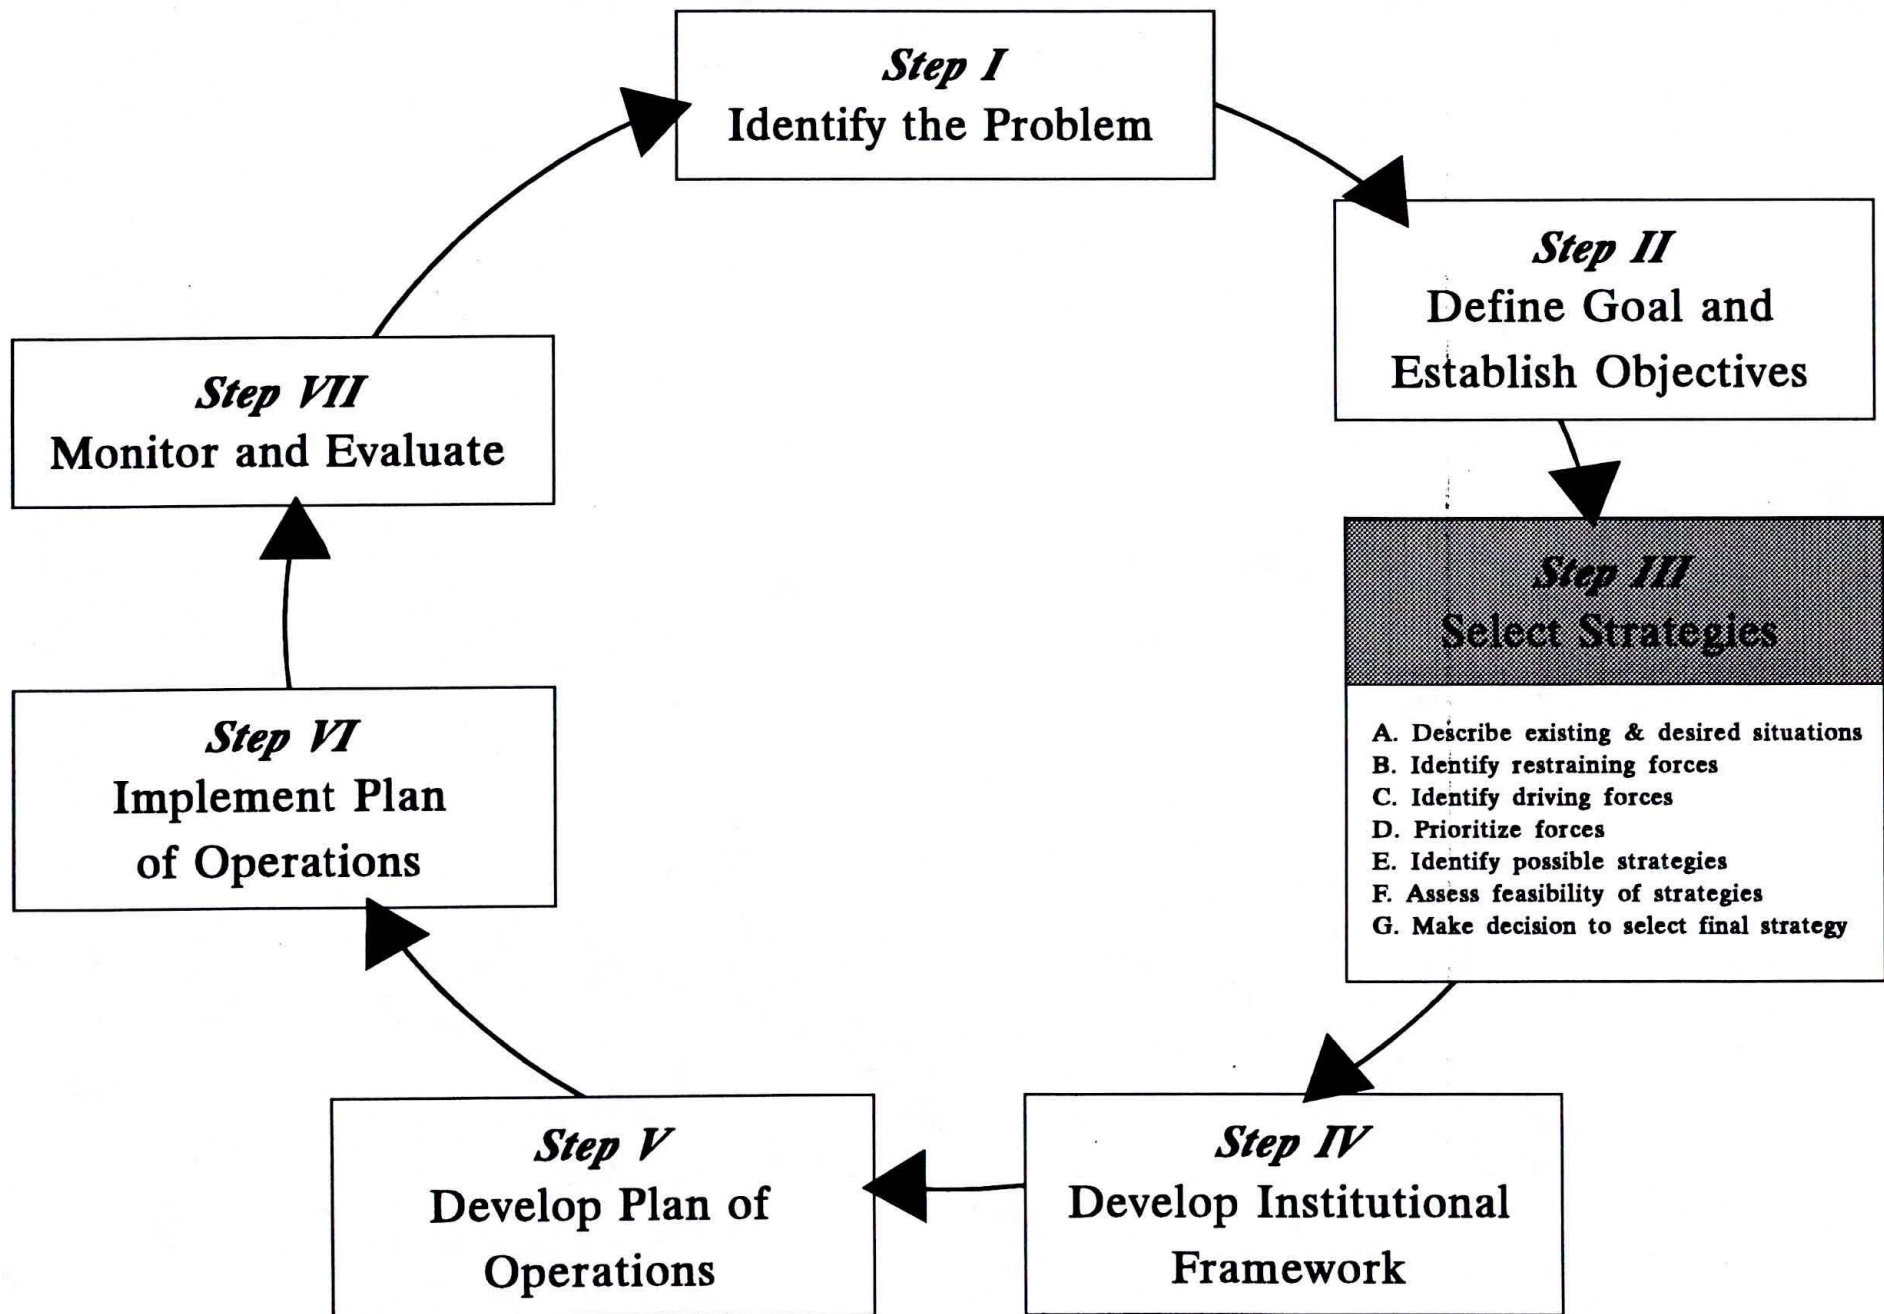 Step I
Identify the Problem
Step II
Define Goal and
Establish Objectives
Step III
Select Strategies
A. Describe existing & desired situations
B. Identify restraining forces
C. Identify driving forces
D. Prioritize forces
E. Identify possible strategies
F. Assess feasibility of strategies
G. Make decision to select final strategy
Step IV
Develop Institutional
Framework
Step V
Develop Plan of
Operations
Step VI
Implement Plan
of Operations
Step VII
Monitor and Evaluate